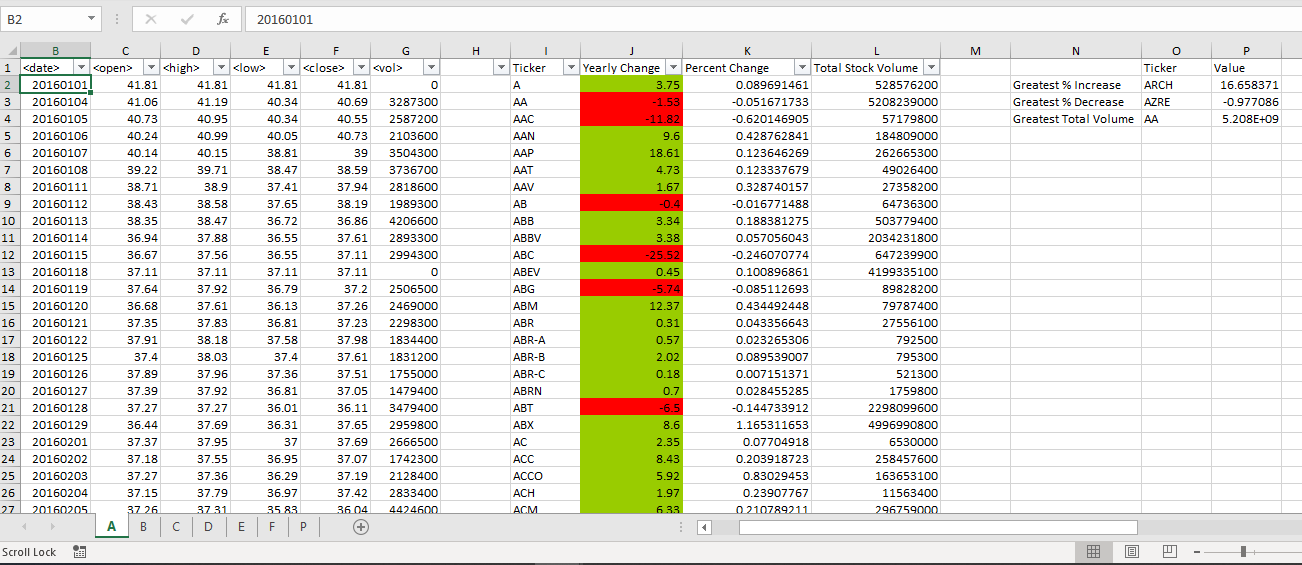 B2 fx 20160101
B C D E F G H I J K L M N O P
1 <date> <open> <high> <low> <close> <vol> Ticker Yearly Change Percent Change Total Stock Volume Ticker Value
2 20160101 41.81 41.81 41.81 41.81 0 A 3.75 0.089691461 528576200 Greatest % Increase ARCH 16.658371
3 20160104 41.06 41.19 40.34 40.69 3287300 AA -1.53 -0.051671733 5208239000 Greatest % Decrease AZRE -0.977086
4 20160105 40.73 40.95 40.34 40.55 2587200 AAC -11.82 -0.620146905 57179800 Greatest Total Volume AA 5.208E+09
5 20160106 40.24 40.99 40.05 40.73 2103600 AAN 9.6 0.428762841 184809000
6 20160107 40.14 40.15 38.81 39 3504300 AAP 18.61 0.123646269 262665300
7 20160108 39.22 39.71 38.47 38.59 3736700 AAT 4.73 0.123337679 49026400
8 20160111 38.71 38.9 37.41 37.94 2818600 AAV 1.67 0.328740157 27358200
9 20160112 38.43 38.58 37.65 38.19 1989300 AB -0.4 -0.016771488 64736300
10 20160113 38.35 38.47 36.72 36.86 4206600 ABB 3.34 0.188381275 503779400
11 20160114 36.94 37.88 36.55 37.61 2893300 ABBV 3.38 0.057056043 2034231800
12 20160115 36.67 37.56 36.55 37.11 2994300 ABC -25.52 -0.246070774 647239900
13 20160118 37.11 37.11 37.11 37.11 0 ABEV 0.45 0.100896861 4199335100
14 20160119 37.64 37.92 36.79 37.2 2506500 ABG -5.74 -0.085112693 89828200
15 20160120 36.68 37.61 36.13 37.26 2469000 ABM 12.37 0.434492448 79787400
16 20160121 37.35 37.83 36.81 37.23 2298300 ABR 0.31 0.043356643 27556100
17 20160122 37.91 38.18 37.58 37.98 1834400 ABR-A 0.57 0.023265306 792500
18 20160125 37.4 38.03 37.4 37.61 1831200 ABR-B 2.02 0.089539007 795300
19 20160126 37.89 37.96 37.36 37.51 1755000 ABR-C 0.18 0.007151371 521300
20 20160127 37.39 37.92 36.81 37.05 1479400 ABRN 0.7 0.028455285 1759800
21 20160128 37.27 37.27 36.01 36.11 3479400 ABT -6.5 -0.144733912 2298099600
22 20160129 36.44 37.69 36.31 37.65 2959800 ABX 8.6 1.165311653 4996990800
23 20160201 37.37 37.95 37 37.69 2666500 AC 2.35 0.07704918 6530000
24 20160202 37.18 37.55 36.95 37.07 1742300 ACC 8.43 0.203918723 258457600
25 20160203 37.27 37.36 36.29 37.19 2128400 ACCO 5.92 0.83029453 163653100
26 20160204 37.15 37.79 36.97 37.42 2833400 ACH 1.97 0.23907767 11563400
27 20160205 37.26 37.31 35.83 36.04 4424600 ACM 6.33 0.210789211 296759000
A B C D E F P
Scroll Lock